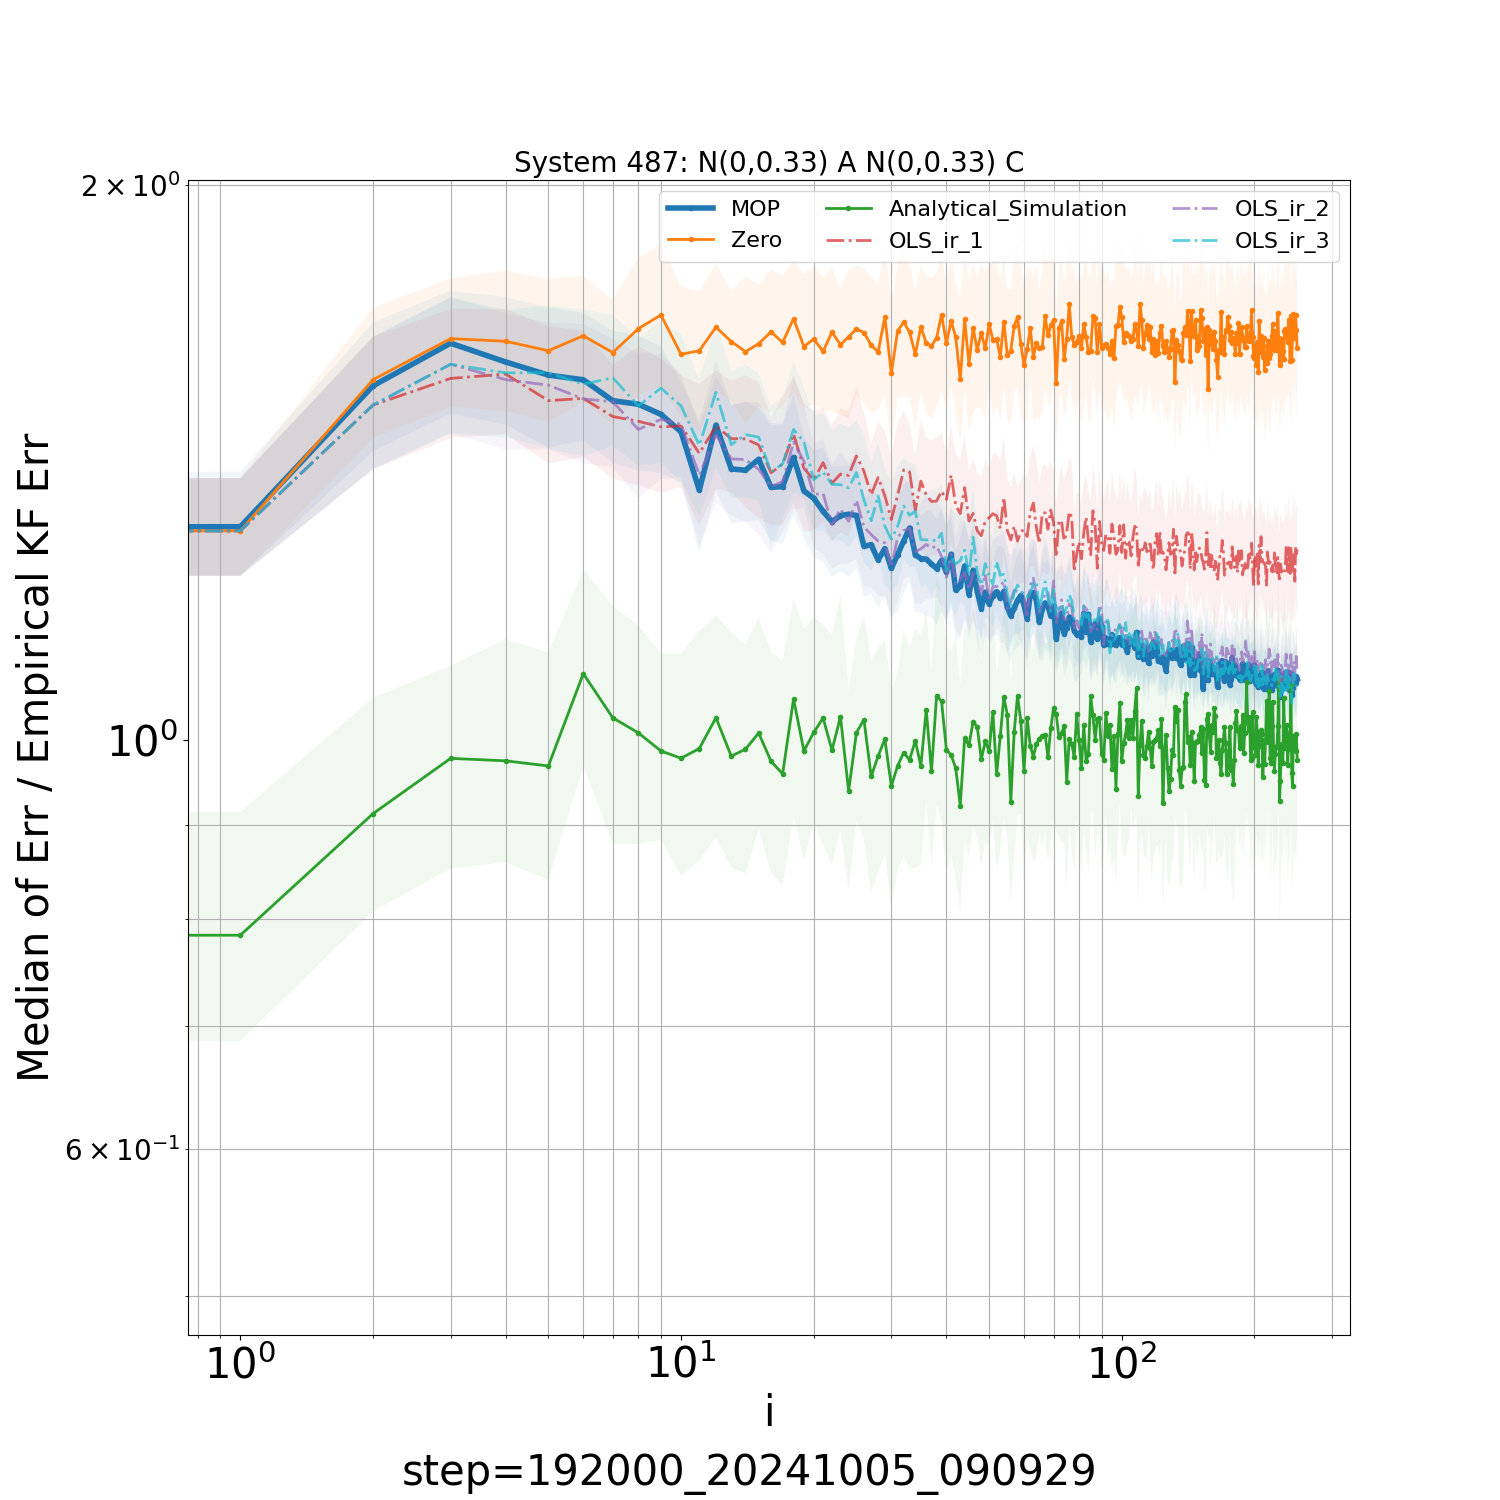 System 487: N(0,0.33) A N(0,0.33) C
MOP
Zero
Analytical_Simulation
OLS_ir_1
OLS_ir_2
OLS_ir_3
2 × 10⁰
10⁰
6 × 10⁻¹
Median of Err / Empirical KF Err
10⁰ 10¹ 10²
i
step=192000_20241005_090929